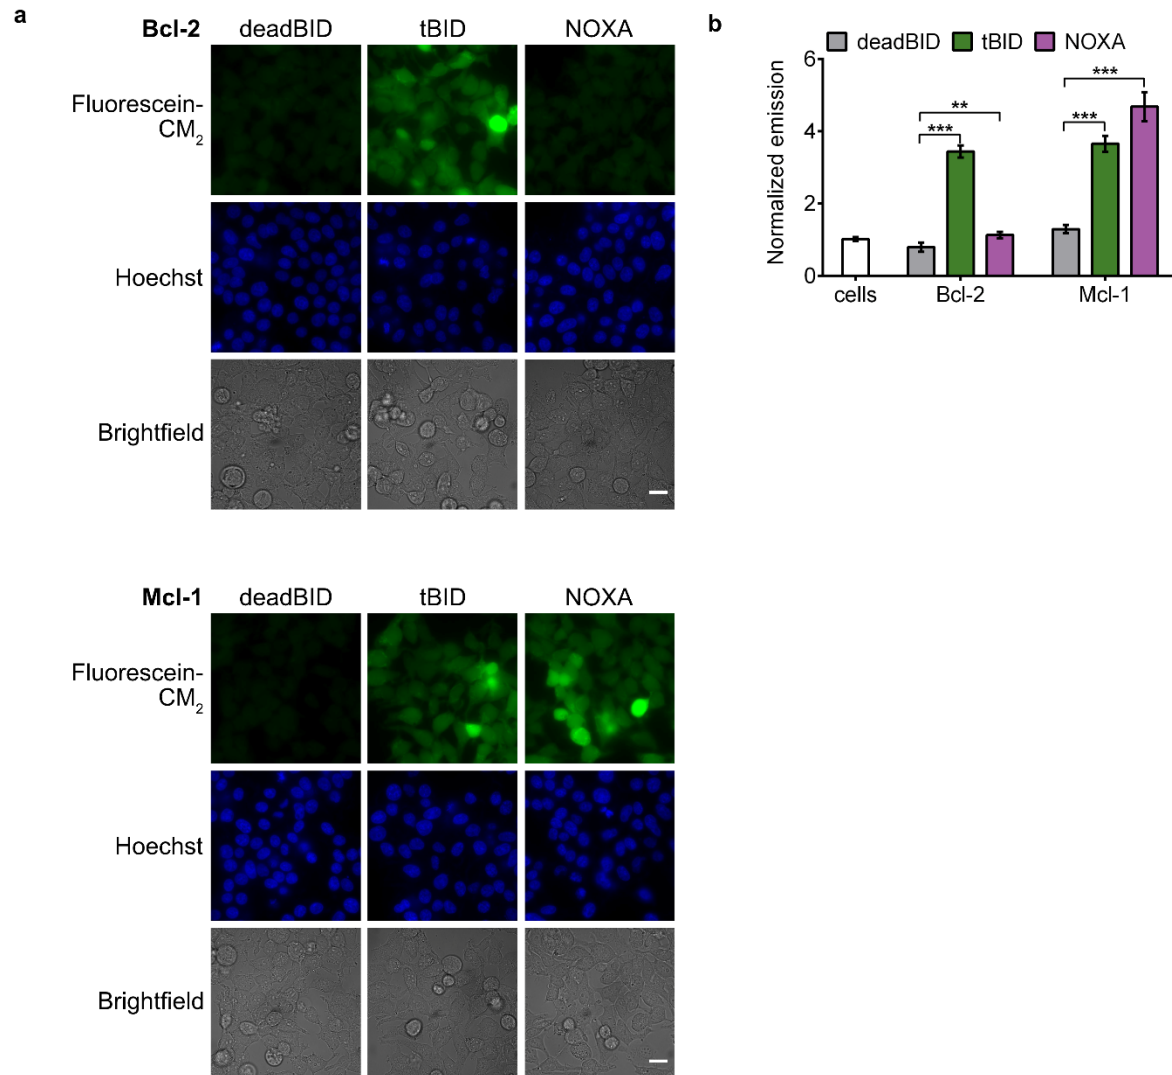 a
Bcl-2 deadBID tBID NOXA
Fluorescein-
CM2
Hoechst
Brightfield
Mcl-1 deadBID tBID NOXA
Fluorescein-
CM2
Hoechst
Brightfield
b
deadBID tBID NOXA
Normalized emission
6
4
2
0
***
**
***
***
cells Bcl-2 Mcl-1